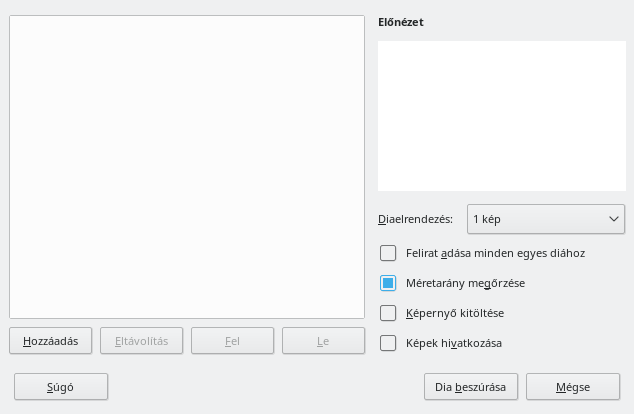 Előnézet
Diaelrendezés: 1 kép
Felirat adása minden egyes diához
Méretarány megőrzése
Képernyő kitöltése
Képek hivatkozása
Hozzáadás Eltávolítás Fel Le
Súgó Dia beszúrása Mégse